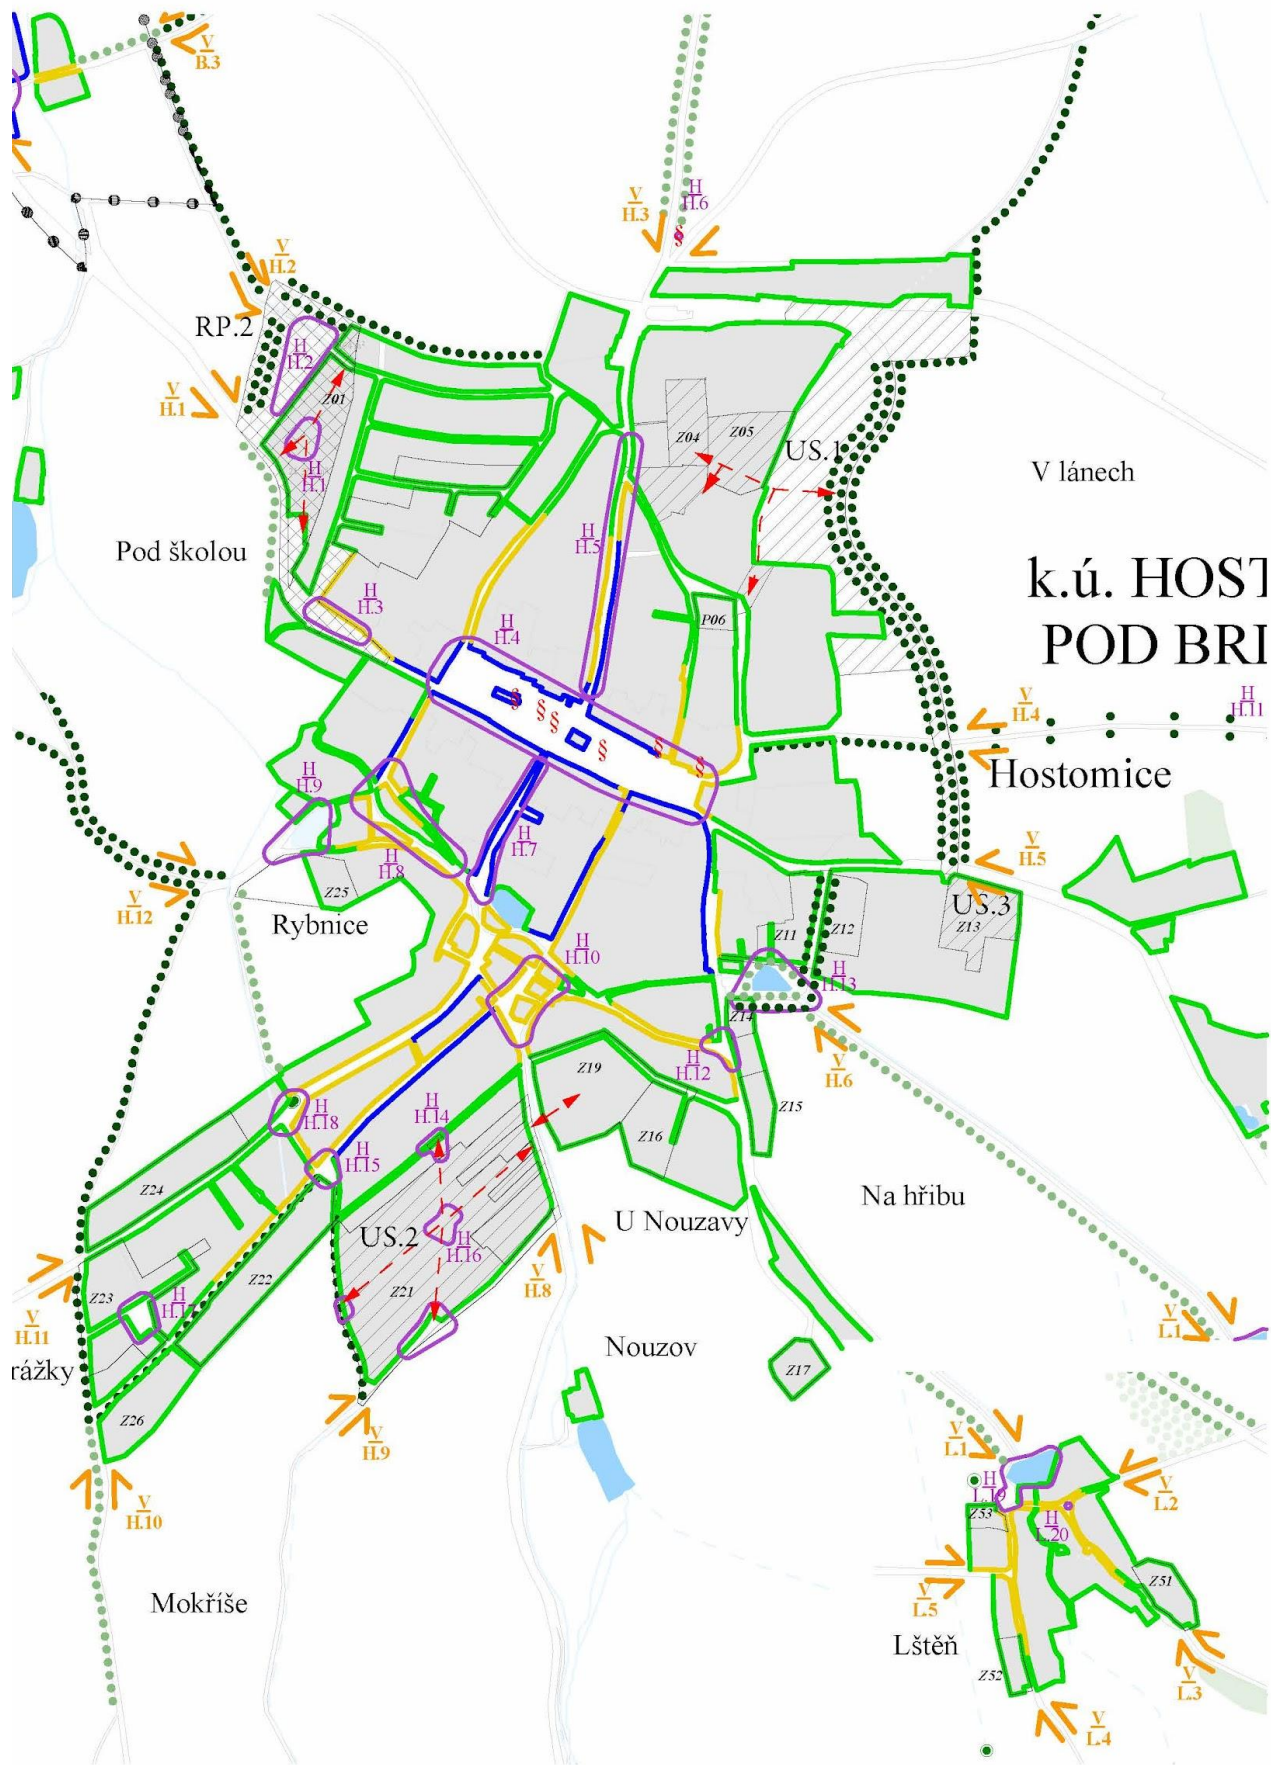 V
B.3
V
H.3
H
H.6
V
H.2
RP.2
H
H.2
V
H.1
Z01
Z04
Z05
US.1
H
H.1
V lánech
Pod školou
H
H.5
k.ú. HOST
H
H.3
P06
H
H.4
POD BRI
§
§
§
§
§
§
§
V
H.4
H
H.11
Hostomice
H
H.9
H
H.7
H
H.8
V
H.5
Z25
V
H.12
Rybnice
US.3
Z11
Z12
Z13
H
H.10
H
H.13
Z14
H
H.12
V
H.6
Z19
Z15
H
H.18
H
H.14
Z16
H
H.15
Z24
Na hřibu
U Nouzavy
US.2
H
H.16
Z22
Z21
V
H.8
Z23
H
H.17
V
H.11
V
L.1
Nouzov
rážky
Z17
Z26
V
H.9
V
L.1
V
H.10
H
L.19
V
L.2
Z53
H
L.20
Z51
V
L.5
Mokříše
Lštěň
Z52
V
L.3
V
L.4